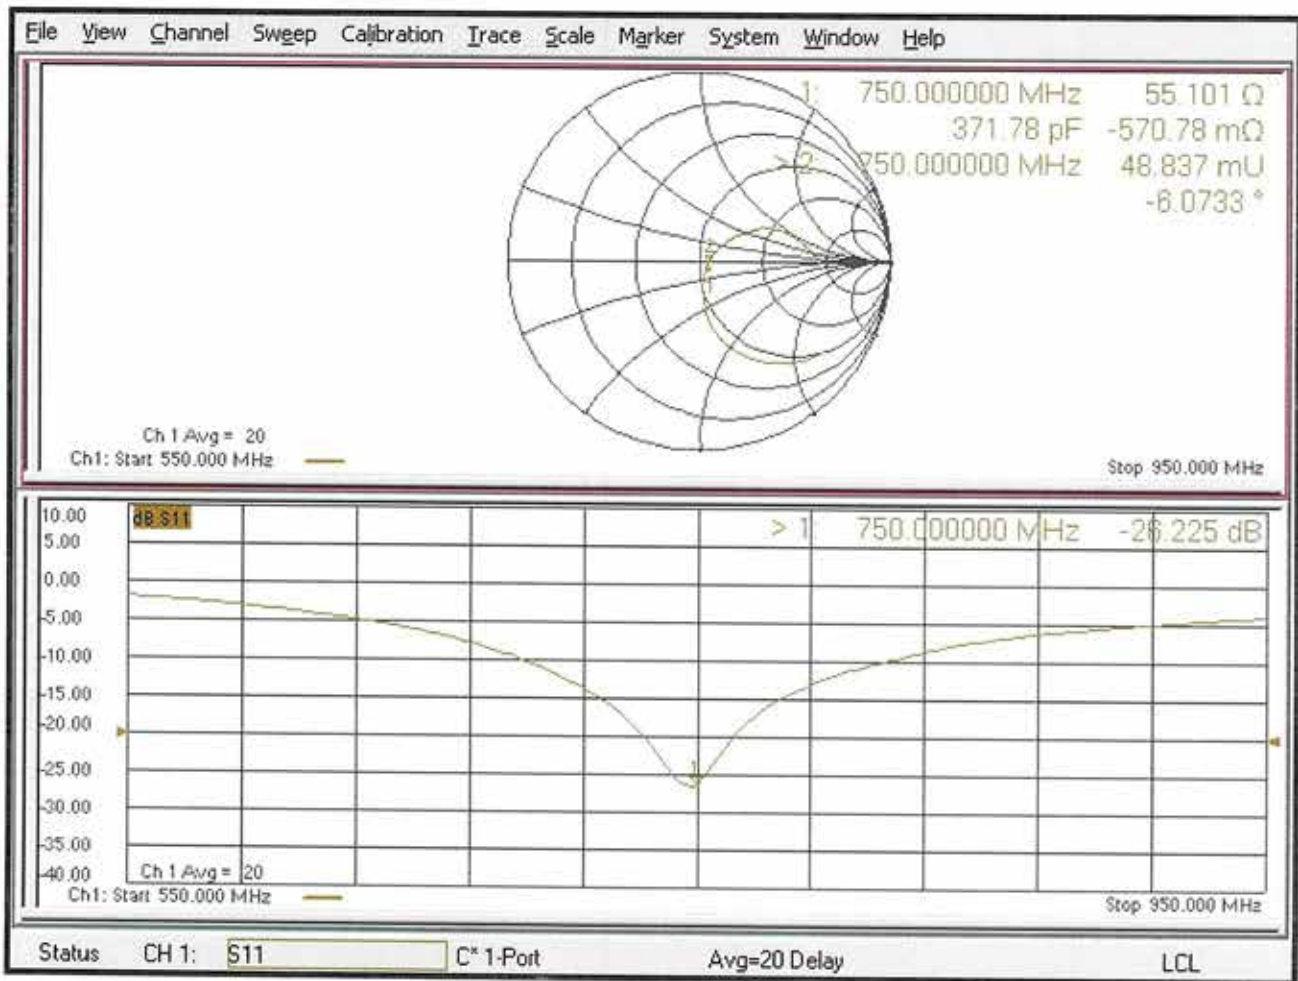 File View Channel Sweep Calibration Trace Scale Marker System Window Help
1: 750.000000 MHz 55.101 Ω
371.78 pF -570.78 mΩ
> 2: 750.000000 MHz 48.837 mU
-6.0733 °
Ch 1 Avg = 20
Ch1: Start 550.000 MHz
Stop 950.000 MHz
10.00
dB S11
> 1: 750.000000 MHz -26.225 dB
5.00
0.00
-5.00
-10.00
-15.00
-20.00
-25.00
1
-30.00
-35.00
-40.00
Ch 1 Avg = 20
Ch1: Start 550.000 MHz
Stop 950.000 MHz
Status CH 1: S11 C* 1-Port Avg=20 Delay LCL